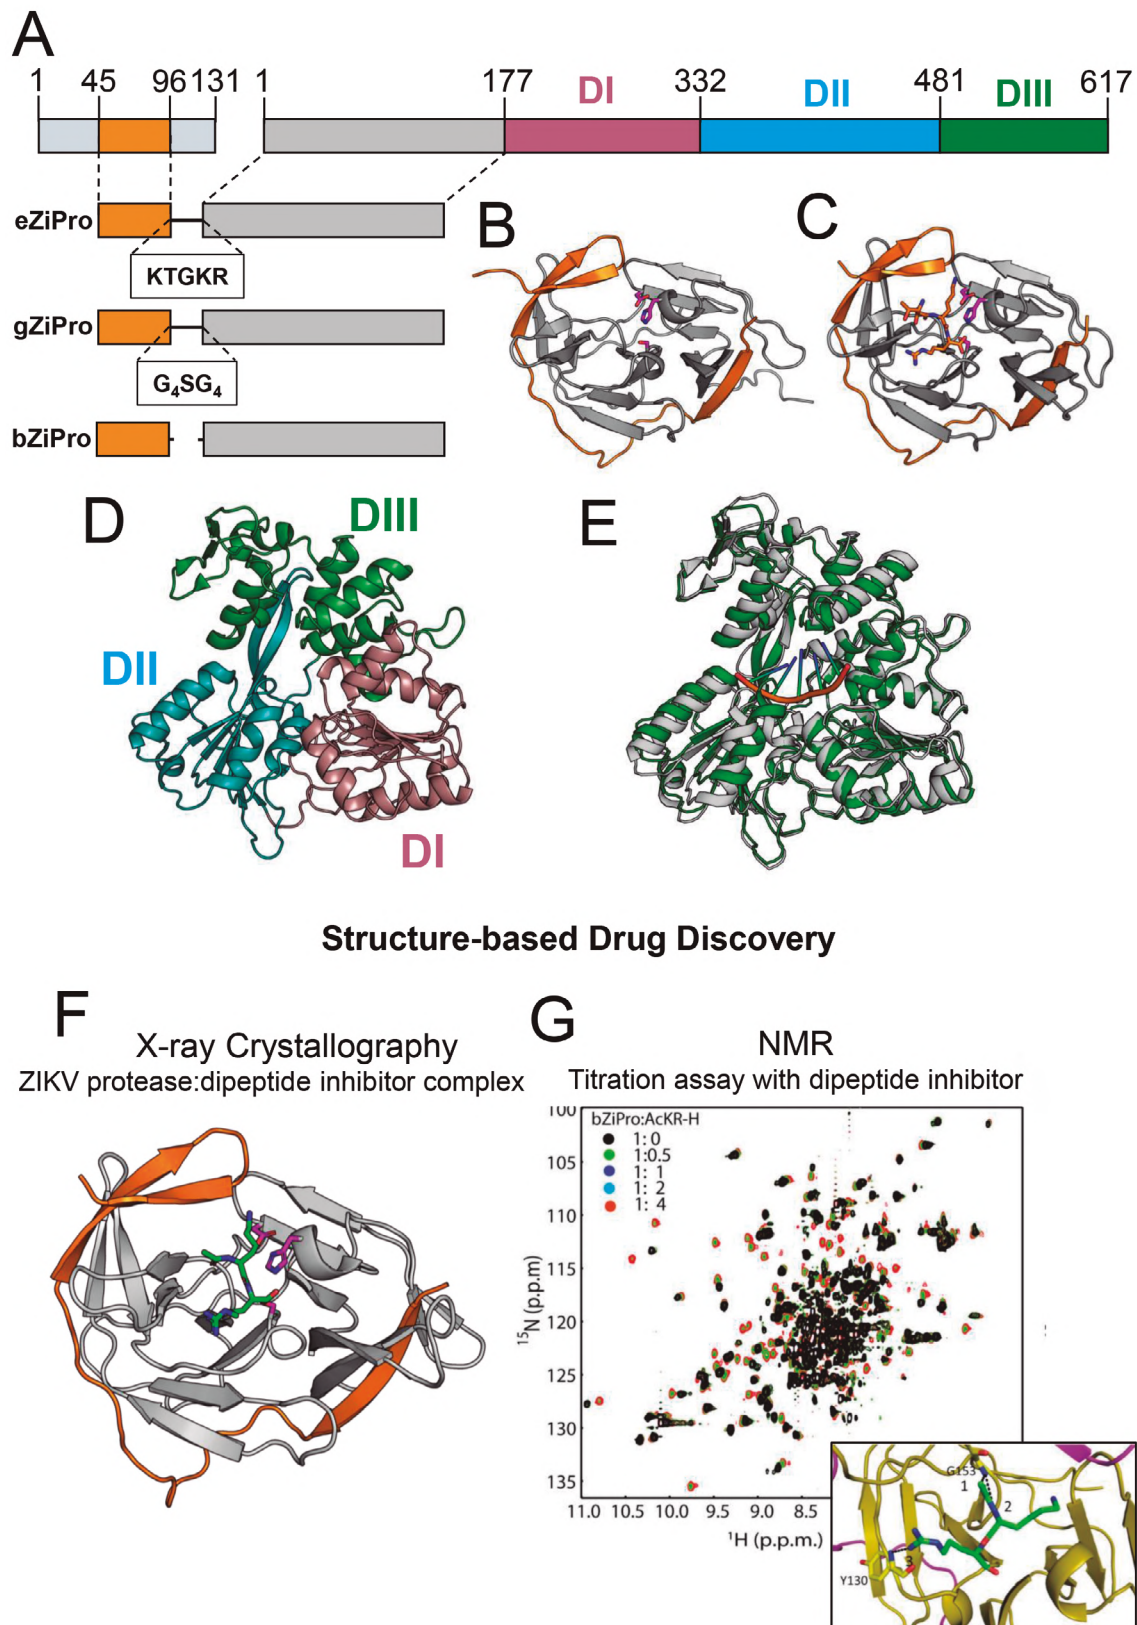 A
1 45 96 131 1 177 DI 332 DII 481 DIII 617
eZiPro
KTGKR
gZiPro
G₄SG₄
bZiPro
B
C
D
DIII
DII
DI
E
Structure-based Drug Discovery
F
X-ray Crystallography
ZIKV protease:dipeptide inhibitor complex
G
NMR
Titration assay with dipeptide inhibitor
bZiPro:AcKR-H
1: 0
1:0.5
1: 1
1: 2
1: 4
100
105
110
115
120
125
130
135
¹⁵N (p.p.m)
11.0 10.5 10.0 9.5 9.0 8.5
¹H (p.p.m.)
G153
1
2
3
Y130